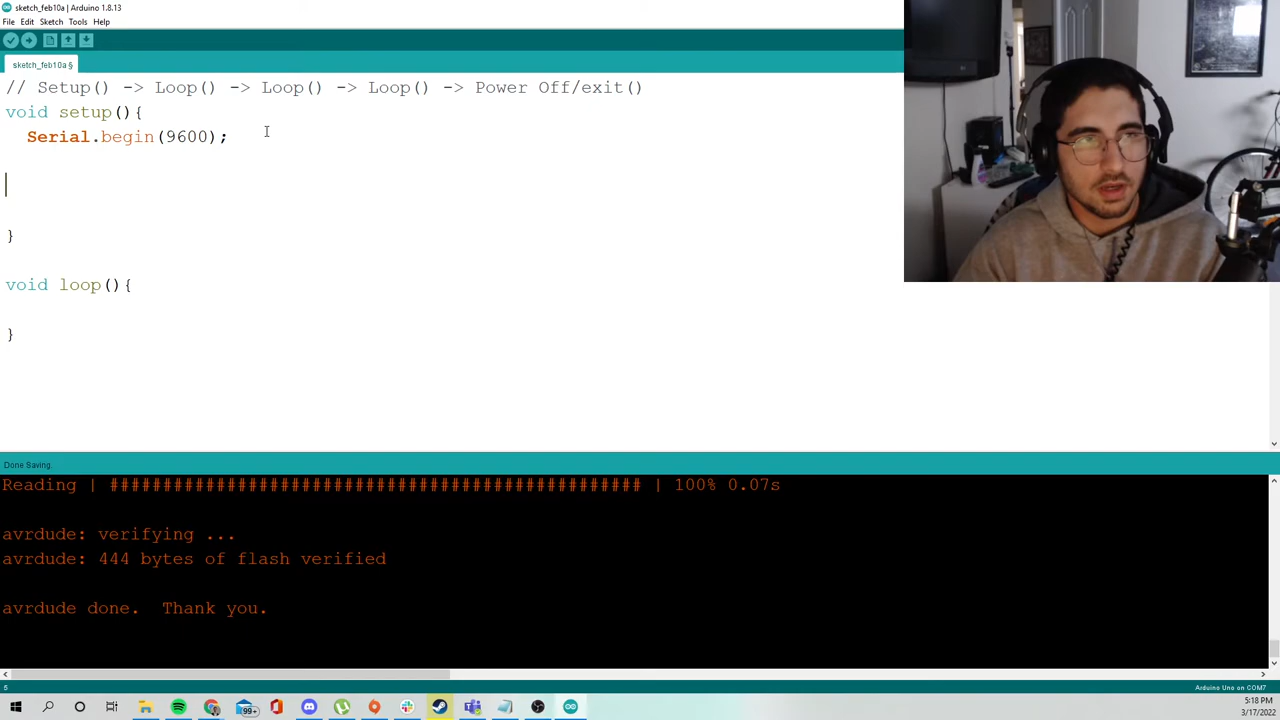 sketch_feb10a | Arduino 1.8.13
File Edit Sketch Tools Help
sketch_feb10a §
// Setup() -> Loop() -> Loop() -> Loop() -> Power Off/exit()
void setup(){
Serial.begin(9600);
}
void loop(){
}
Done Saving.
Reading | ################################################## | 100% 0.07s
avrdude: verifying ...
avrdude: 444 bytes of flash verified
avrdude done.  Thank you.
5
Arduino Uno on COM7
99+
5:18 PM
3/17/2022